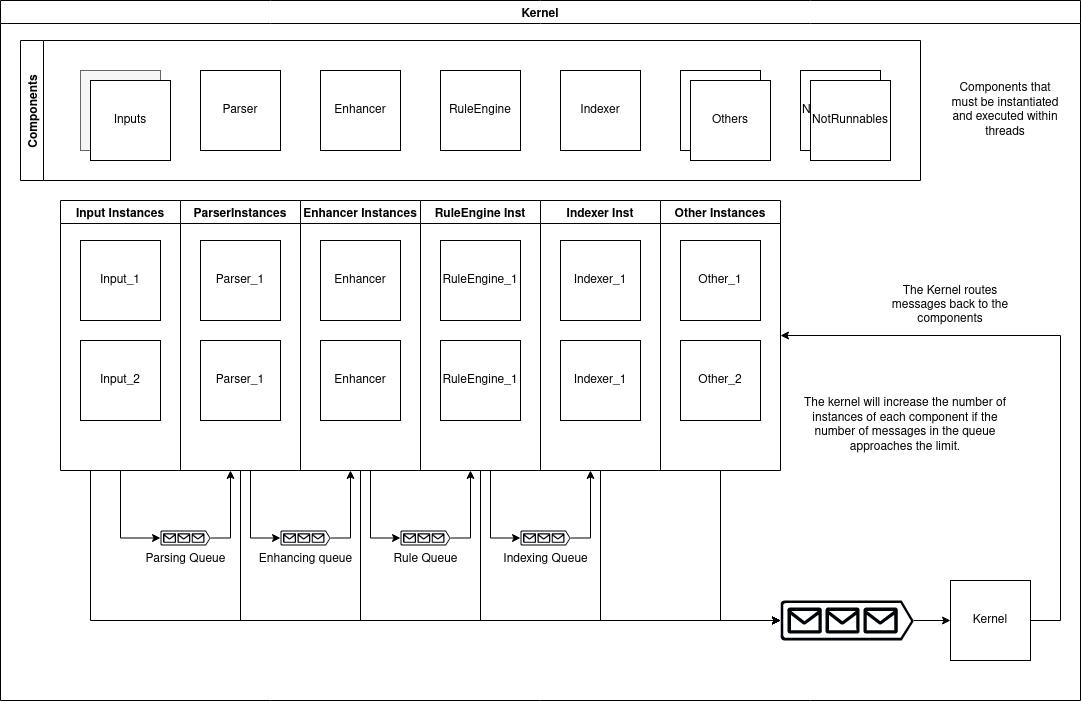 Kernel
Components
Inputs
Parser
Enhancer
RuleEngine
Indexer
Others
N
NotRunnables
Components that
must be instantiated
and executed within
threads
Input Instances
ParserInstances
Enhancer Instances
RuleEngine Inst
Indexer Inst
Other Instances
Input_1
Parser_1
Enhancer
RuleEngine_1
Indexer_1
Other_1
Input_2
Parser_1
Enhancer
RuleEngine_1
Indexer_1
Other_2
The Kernel routes
messages back to the
components
The kernel will increase the number of
instances of each component if the
number of messages in the queue
approaches the limit.
Parsing Queue
Enhancing queue
Rule Queue
Indexing Queue
Kernel